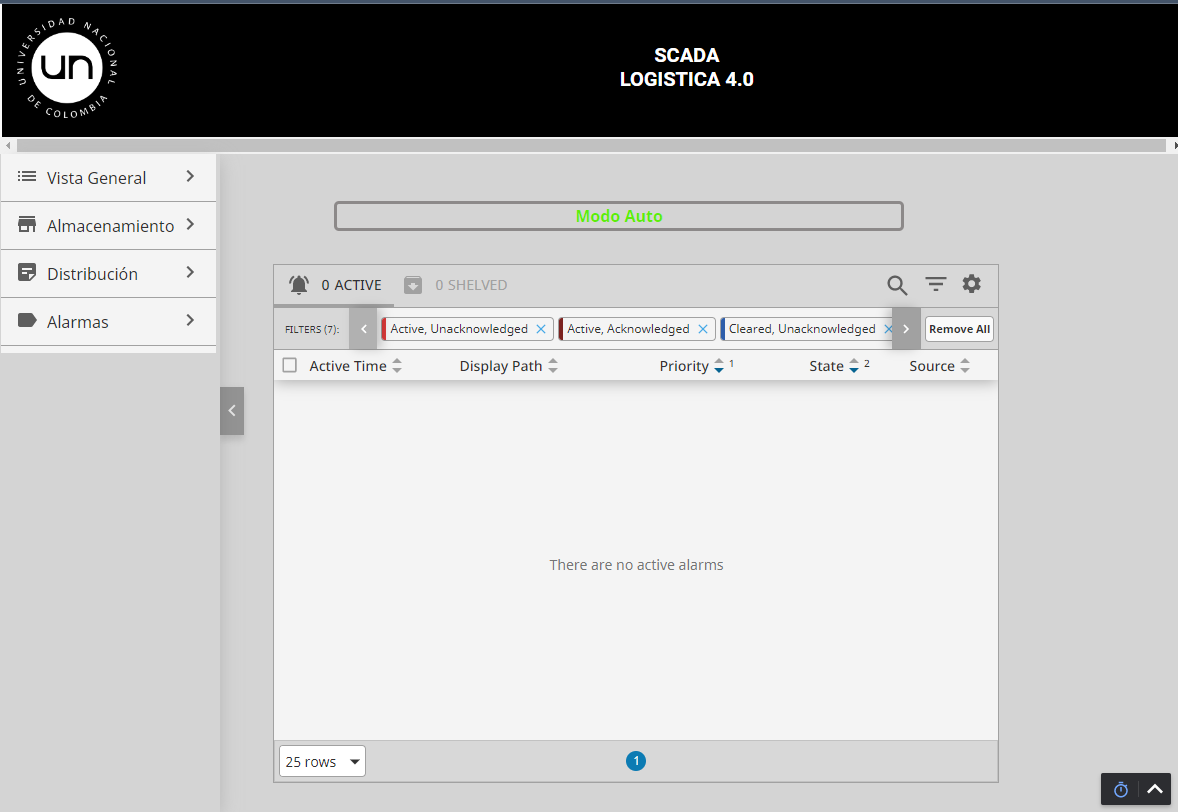 UNIVERSIDAD NACIONAL
DE COLOMBIA
un
SCADA
LOGISTICA 4.0
Vista General
Almacenamiento
Distribución
Alarmas
Modo Auto
0 ACTIVE 0 SHELVED
FILTERS (7): Active, Unacknowledged Active, Acknowledged Cleared, Unacknowledged Remove All
Active Time Display Path Priority 1 State 2 Source
There are no active alarms
25 rows 1